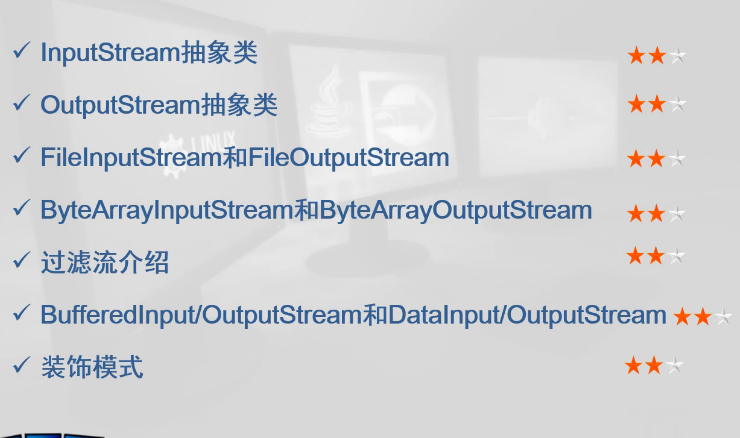 InputStream抽象类
OutputStream抽象类
FileInputStream和FileOutputStream
ByteArrayInputStream和ByteArrayOutputStream
过滤流介绍
BufferedInput/OutputStream和DataInput/OutputStream
装饰模式
LINUX